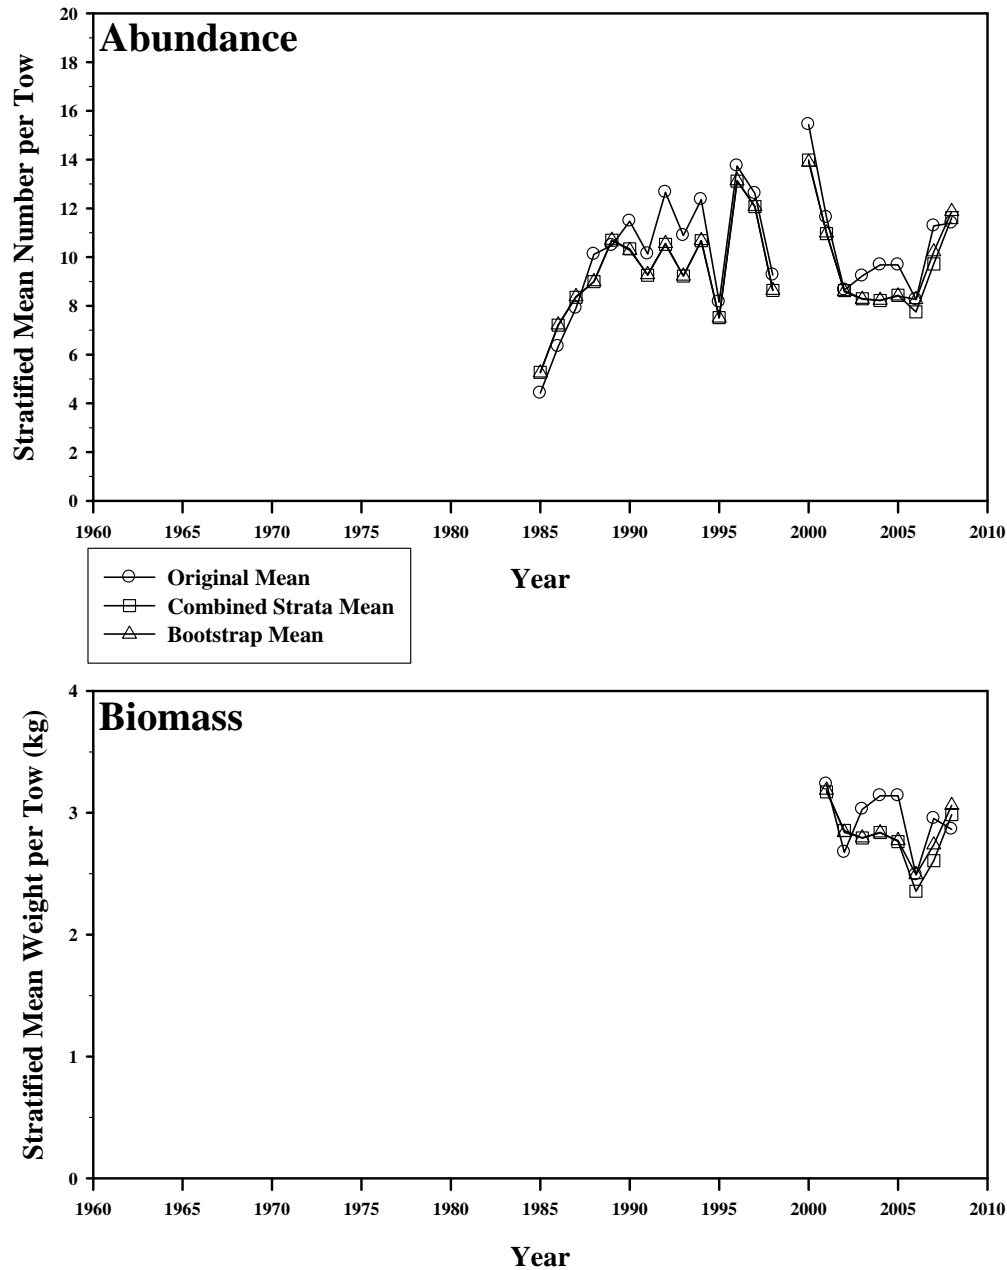 Abundance
Stratified Mean Number per Tow
20
18
16
14
12
10
8
6
4
2
0
1960 1965 1970 1975 1980 1985 1990 1995 2000 2005 2010
Year
Original Mean
Combined Strata Mean
Bootstrap Mean
Biomass
Stratified Mean Weight per Tow (kg)
4
3
2
1
0
1960 1965 1970 1975 1980 1985 1990 1995 2000 2005 2010
Year